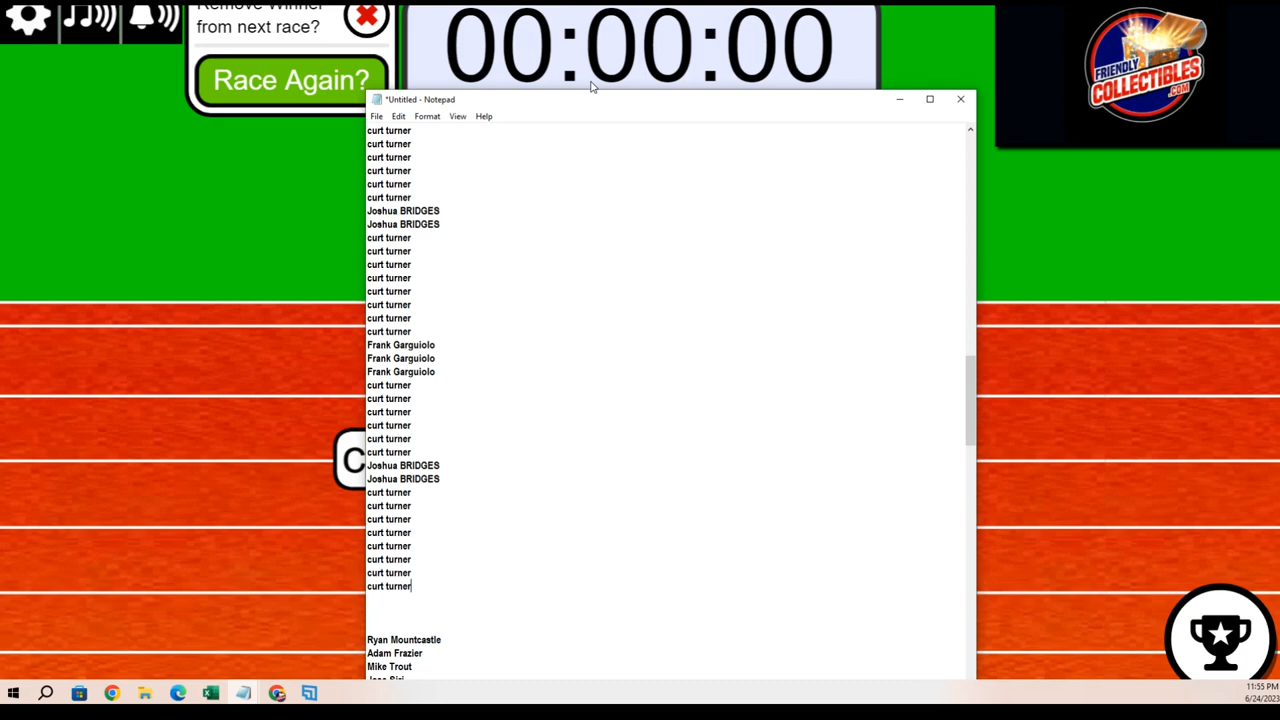 Remove Winner
from next race?
Race Again?
00:00:00
FRIENDLY
COLLECTIBLES
.COM
*Untitled - Notepad
File Edit Format View Help
curt turner
curt turner
curt turner
curt turner
curt turner
curt turner
Joshua BRIDGES
Joshua BRIDGES
curt turner
curt turner
curt turner
curt turner
curt turner
curt turner
curt turner
curt turner
Frank Garguiolo
Frank Garguiolo
Frank Garguiolo
curt turner
curt turner
curt turner
curt turner
curt turner
curt turner
Joshua BRIDGES
Joshua BRIDGES
curt turner
curt turner
curt turner
curt turner
curt turner
curt turner
curt turner
curt turner
C
Ryan Mountcastle
Adam Frazier
Mike Trout
Jose Siri
11:55 PM
6/24/2023